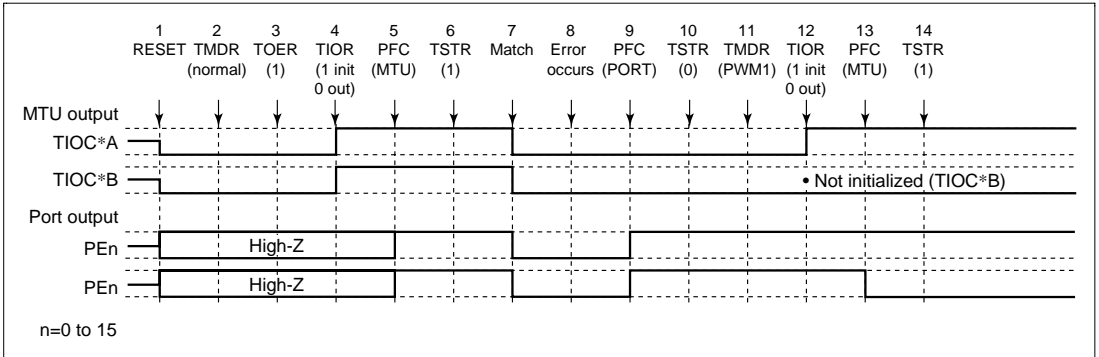 1 2 3 4 5 6 7 8 9 10 11 12 13 14
RESET TMDR TOER TIOR PFC TSTR Match Error PFC TSTR TMDR TIOR PFC TSTR
(normal) (1) (1 init (MTU) (1) occurs (PORT) (0) (PWM1) (1 init (MTU) (1)
0 out) 0 out)
MTU output
TIOC*A
TIOC*B
• Not initialized (TIOC*B)
Port output
PEn
High-Z
PEn
High-Z
n=0 to 15